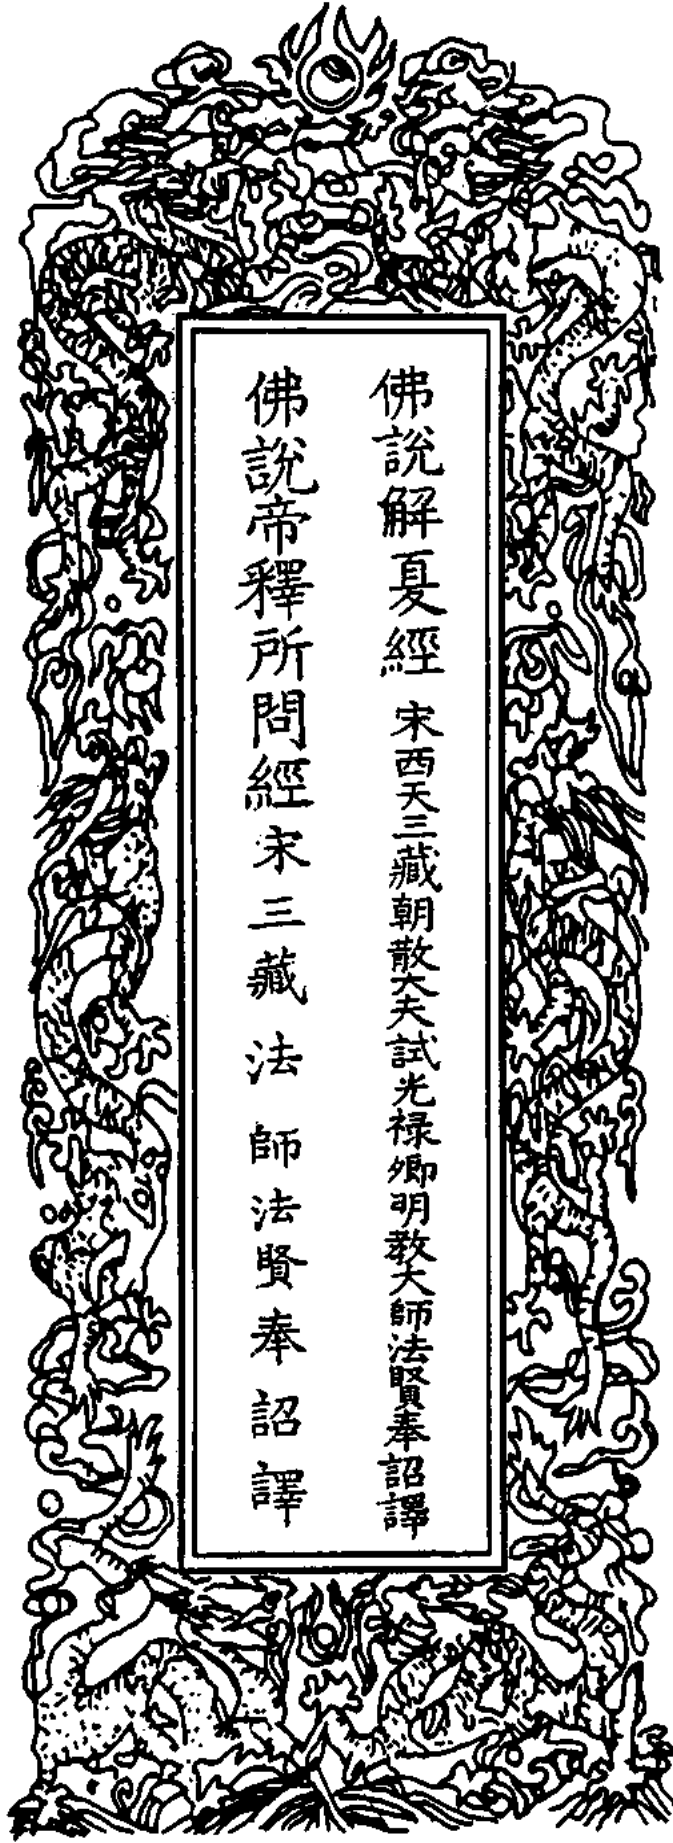 佛說解夏經 宋西天三藏朝散大夫試光祿卿明教大師法賢奉詔譯
佛說帝釋所問經 宋三藏法師法賢奉詔譯